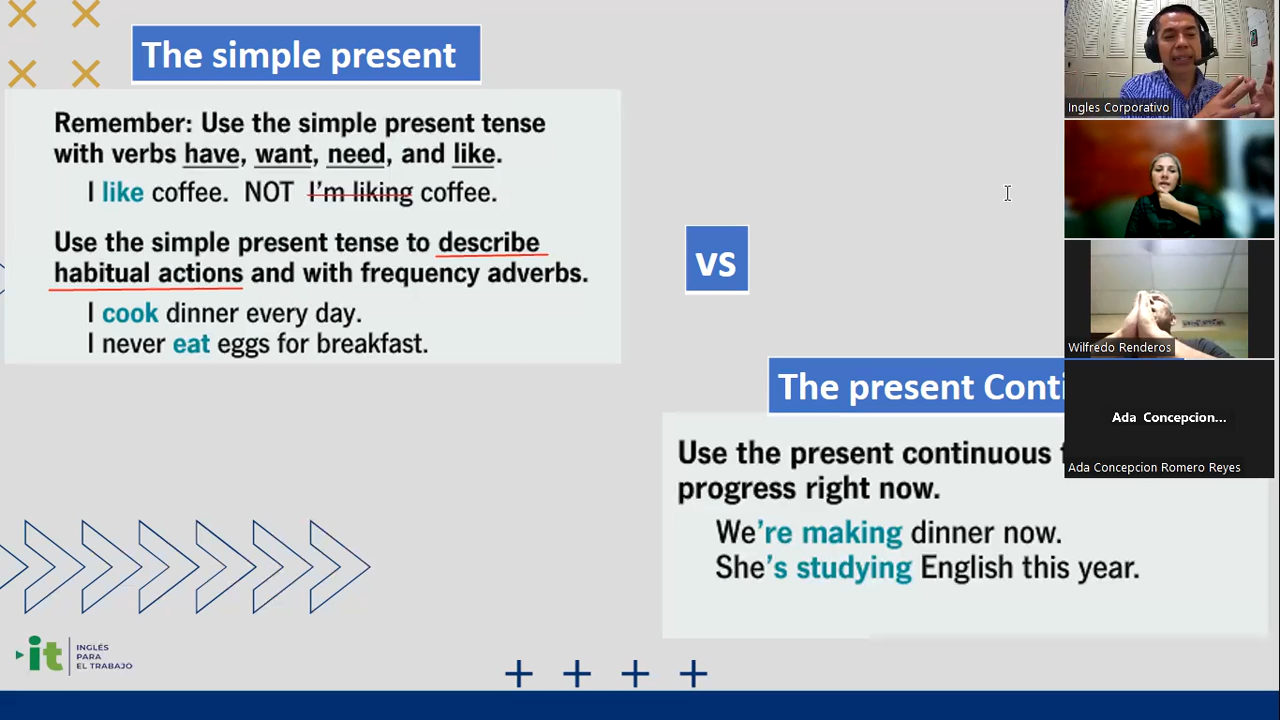 The simple present
Remember: Use the simple present tense
with verbs have, want, need, and like.
I like coffee. NOT I'm liking coffee.
Use the simple present tense to describe
habitual actions and with frequency adverbs.
I cook dinner every day.
I never eat eggs for breakfast.
vs
The present Conti
Use the present continuous
progress right now.
We're making dinner now.
She's studying English this year.
it
INGLÉS
PARA
EL TRABAJO
Ingles Corporativo
Wilfredo Renderos
Ada Concepcion...
Ada Concepcion Romero Reyes